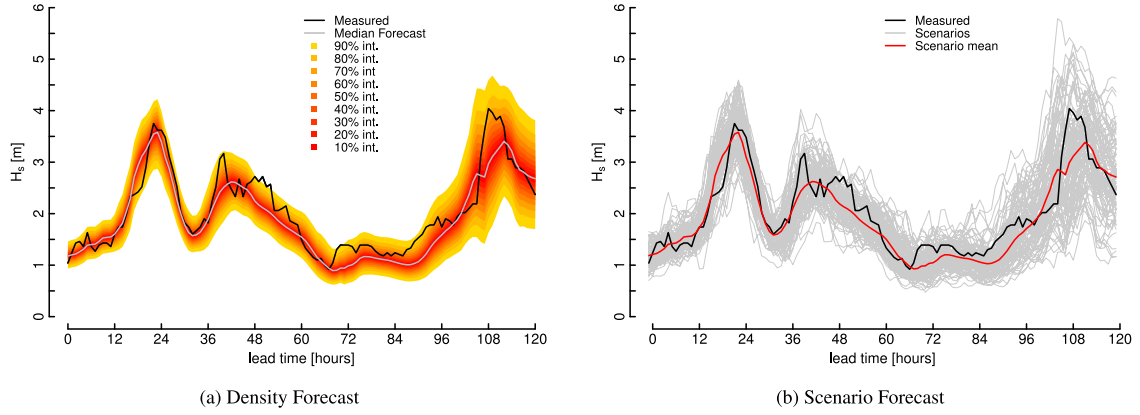 Measured
Median Forecast
90% int.
80% int.
70% int
60% int.
50% int.
40% int.
30% int.
20% int.
10% int.
Hs [m]
0 1 2 3 4 5 6
0 12 24 36 48 60 72 84 96 108 120
lead time [hours]
(a) Density Forecast
Measured
Scenarios
Scenario mean
Hs [m]
0 1 2 3 4 5 6
0 12 24 36 48 60 72 84 96 108 120
lead time [hours]
(b) Scenario Forecast